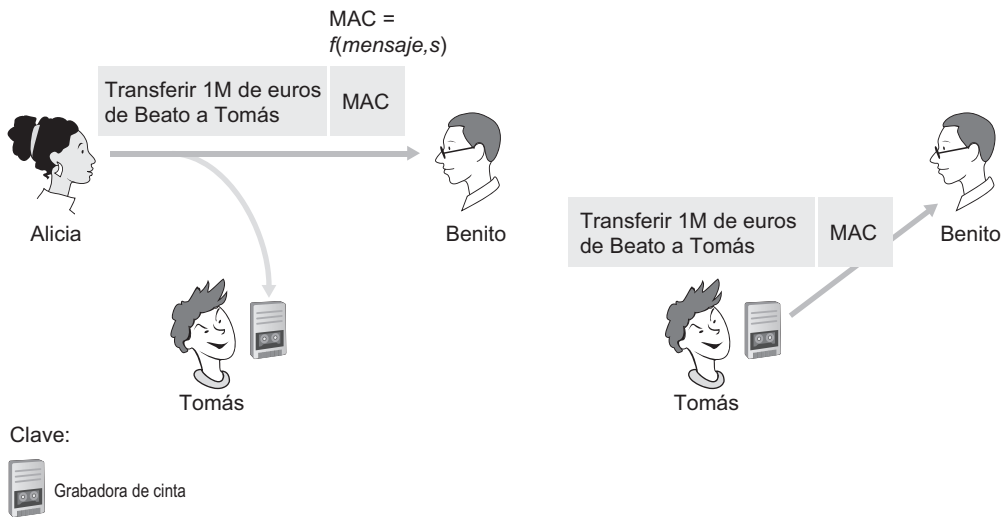 MAC =
f(mensaje,s)
Transferir 1M de euros
de Beato a Tomás
MAC
Alicia
Benito
Tomás
Transferir 1M de euros
de Beato a Tomás
MAC
Benito
Tomás
Clave:
Grabadora de cinta